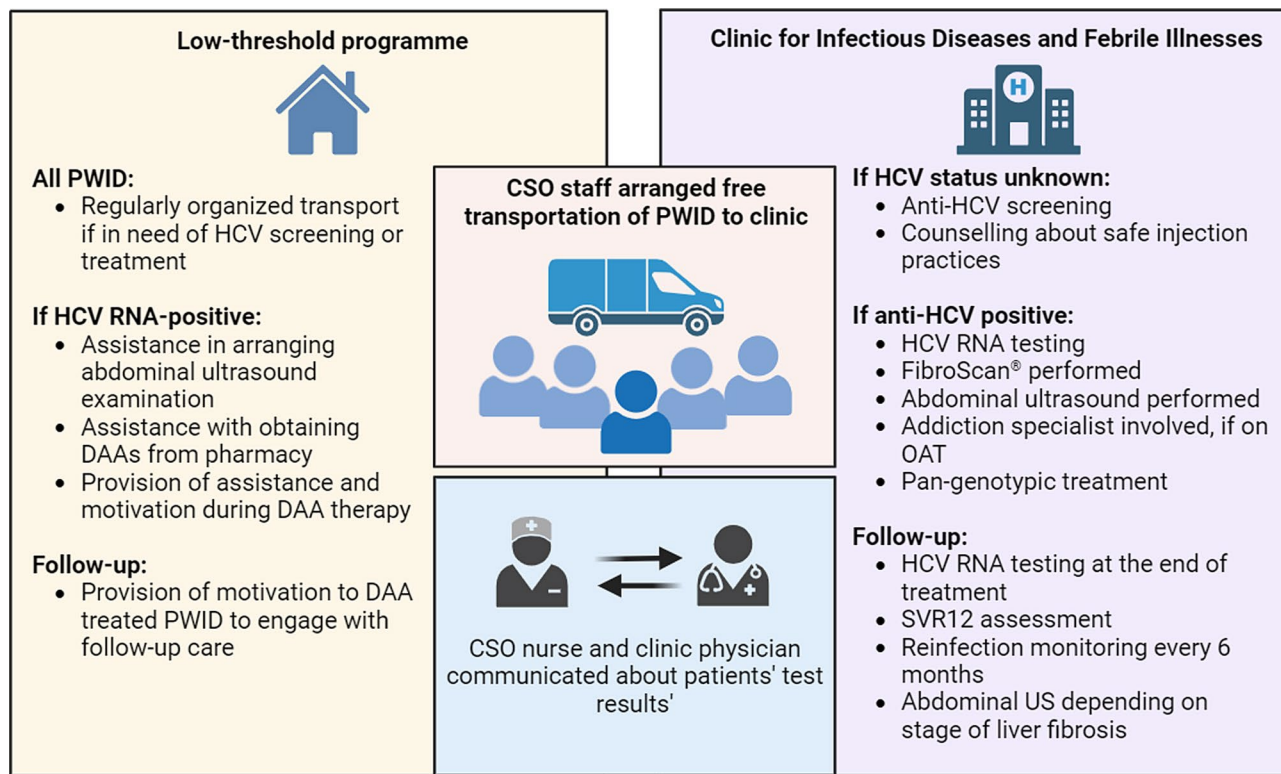 Low-threshold programme
All PWID:
• Regularly organized transport
if in need of HCV screening or
treatment
If HCV RNA-positive:
• Assistance in arranging
abdominal ultrasound
examination
• Assistance with obtaining
DAAs from pharmacy
• Provision of assistance and
motivation during DAA therapy
Follow-up:
• Provision of motivation to DAA
treated PWID to engage with
follow-up care
CSO staff arranged free
transportation of PWID to clinic
CSO nurse and clinic physician
communicated about patients' test
results'
Clinic for Infectious Diseases and Febrile Illnesses
H
If HCV status unknown:
• Anti-HCV screening
• Counselling about safe injection
practices
If anti-HCV positive:
• HCV RNA testing
• FibroScan® performed
• Abdominal ultrasound performed
• Addiction specialist involved, if on
OAT
• Pan-genotypic treatment
Follow-up:
• HCV RNA testing at the end of
treatment
• SVR12 assessment
• Reinfection monitoring every 6
months
• Abdominal US depending on
stage of liver fibrosis